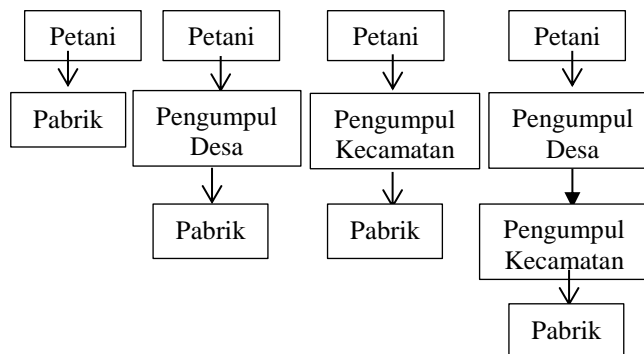 Petani
Petani
Petani
Petani
Pabrik
Pengumpul
Desa
Pengumpul
Kecamatan
Pengumpul
Desa
Pabrik
Pabrik
Pengumpul
Kecamatan
Pabrik